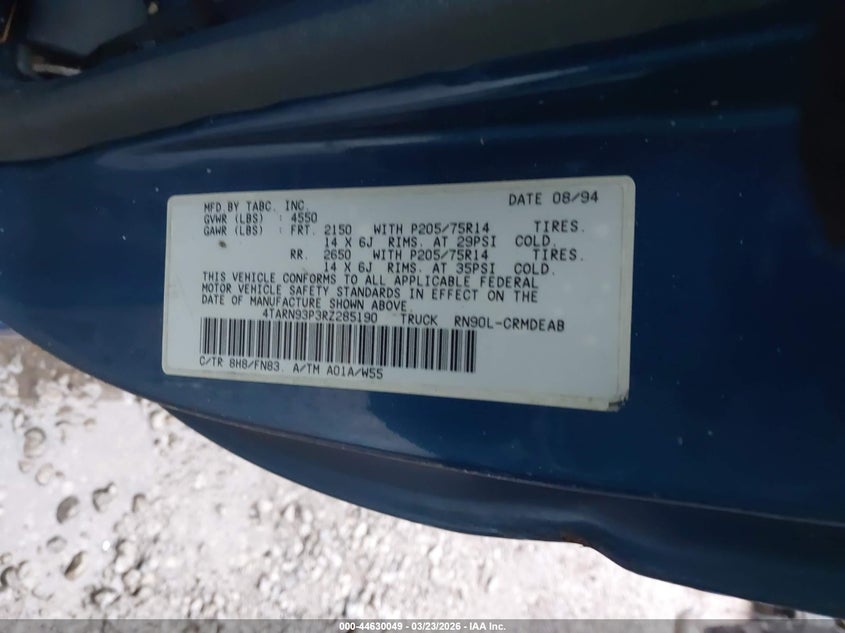 MFD.BY TABC, INC. DATE 08/94
GVWR (LBS) : 4550
GAWR (LBS) : FRT. 2150 WITH P205/75R14 TIRES.
14 X 6J RIMS. AT 29PSI COLD.
RR. 2650 WITH P205/75R14 TIRES.
14 X 6J RIMS. AT 35PSI COLD.
THIS VEHICLE CONFORMS TO ALL APPLICABLE FEDERAL
MOTOR VEHICLE SAFETY STANDARDS IN EFFECT ON THE
DATE OF MANUFACTURE SHOWN ABOVE.
4TARN93P3RZ285190 TRUCK RN90L-CRMDEAB
C/TR 8H8/FN83. A/TM A01A/W55
000-44630049 - 03/23/2026 - IAA Inc.